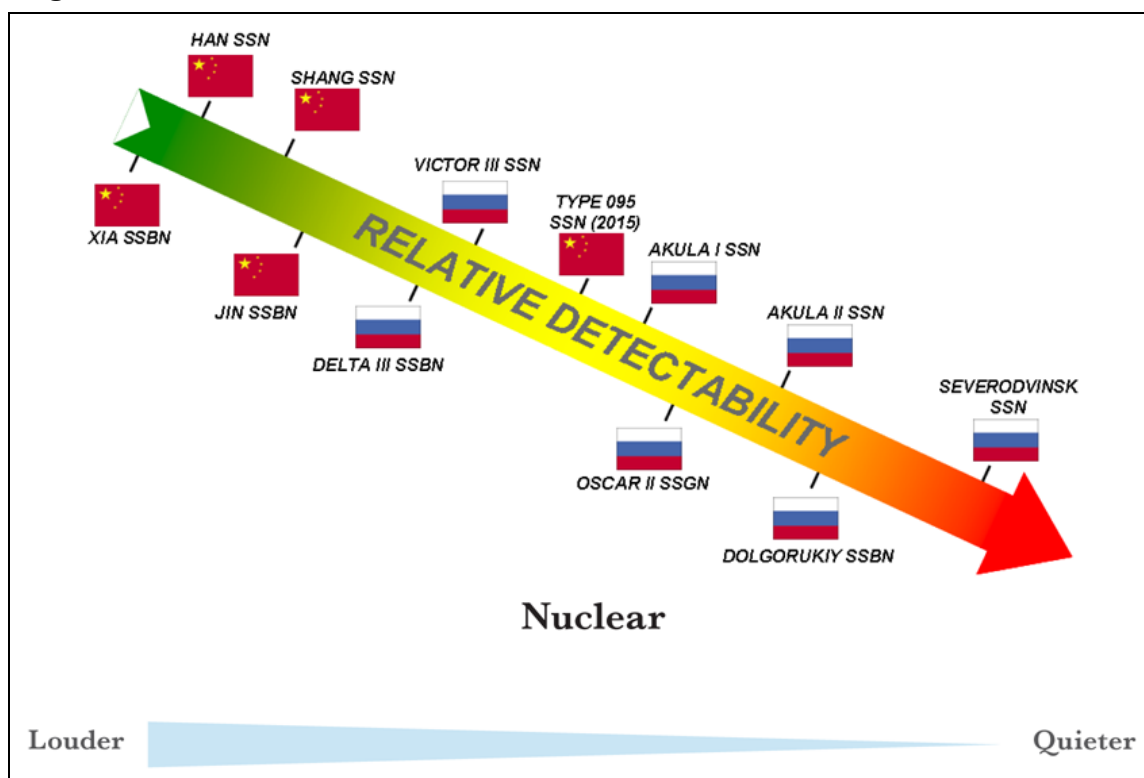 HAN SSN
SHANG SSN
XIA SSBN
JIN SSBN
VICTOR III SSN
DELTA III SSBN
TYPE 095
SSN (2015)
AKULA I SSN
OSCAR II SSGN
AKULA II SSN
DOLGORUKIY SSBN
SEVERODVINSK
SSN
RELATIVE DETECTABILITY
Nuclear
Louder
Quieter